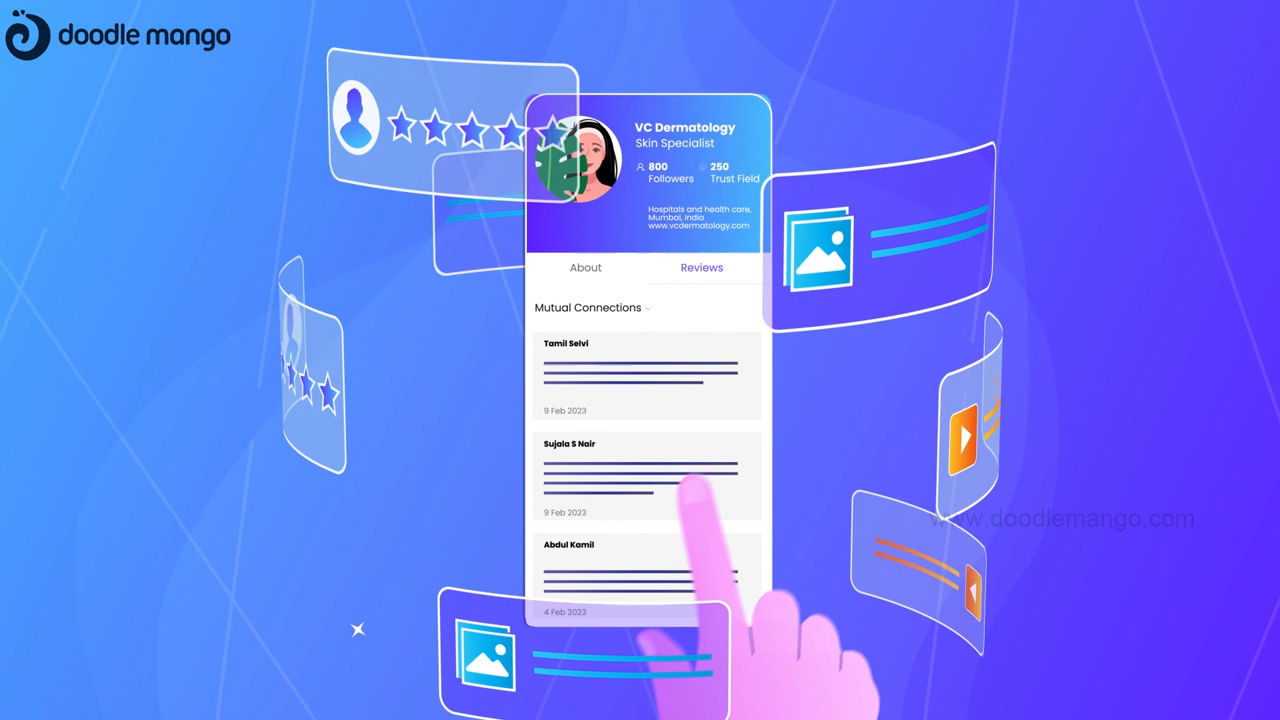 doodle mango
VC Dermatology
Skin Specialist
800
Followers
250
Trust Field
Hospitals and health care,
Mumbai, India
www.vcdermatology.com
About
Reviews
Mutual Connections
Tamil Selvi
9 Feb 2023
Sujala S Nair
9 Feb 2023
www.doodlemango.com
Abdul Kamil
4 Feb 2023